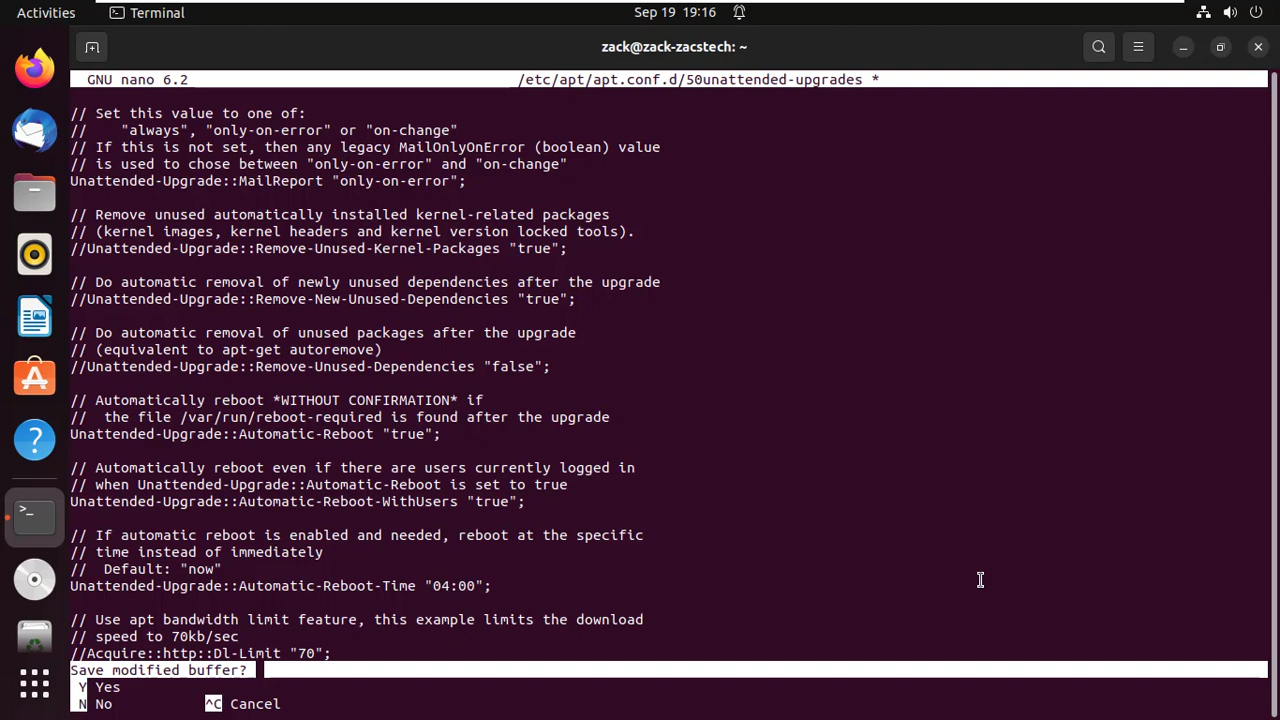 Activities
Terminal
Sep 19 19:16
zack@zack-zacstech: ~
GNU nano 6.2 /etc/apt/apt.conf.d/50unattended-upgrades *
// Set this value to one of:
//    "always", "only-on-error" or "on-change"
// If this is not set, then any legacy MailOnlyOnError (boolean) value
// is used to chose between "only-on-error" and "on-change"
Unattended-Upgrade::MailReport "only-on-error";
// Remove unused automatically installed kernel-related packages
// (kernel images, kernel headers and kernel version locked tools).
//Unattended-Upgrade::Remove-Unused-Kernel-Packages "true";
// Do automatic removal of newly unused dependencies after the upgrade
//Unattended-Upgrade::Remove-New-Unused-Dependencies "true";
// Do automatic removal of unused packages after the upgrade
// (equivalent to apt-get autoremove)
//Unattended-Upgrade::Remove-Unused-Dependencies "false";
// Automatically reboot *WITHOUT CONFIRMATION* if
//  the file /var/run/reboot-required is found after the upgrade
Unattended-Upgrade::Automatic-Reboot "true";
// Automatically reboot even if there are users currently logged in
// when Unattended-Upgrade::Automatic-Reboot is set to true
Unattended-Upgrade::Automatic-Reboot-WithUsers "true";
// If automatic reboot is enabled and needed, reboot at the specific
// time instead of immediately
//  Default: "now"
Unattended-Upgrade::Automatic-Reboot-Time "04:00";
// Use apt bandwidth limit feature, this example limits the download
// speed to 70kb/sec
//Acquire::http::Dl-Limit "70";
Save modified buffer?
Y Yes
N No ^C Cancel